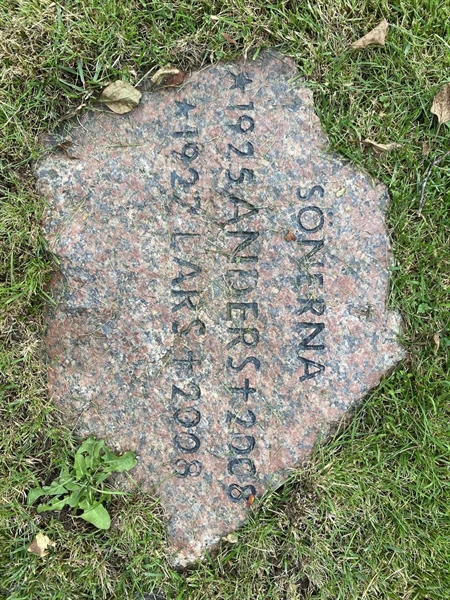 SÖNERNA
* 1925 ANDERS + 2008
* 1927 LARS + 2008